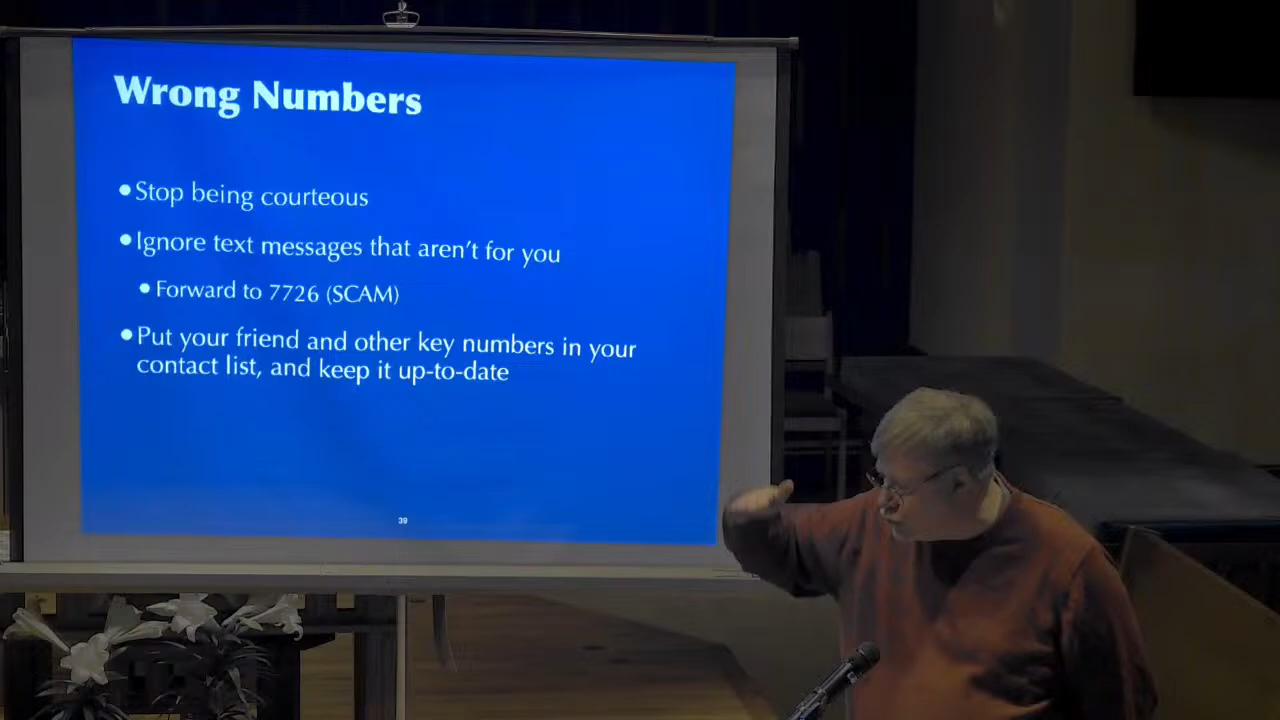 Wrong Numbers
•Stop being courteous
•Ignore text messages that aren't for you
•Forward to 7726 (SCAM)
•Put your friend and other key numbers in your
contact list, and keep it up-to-date
39